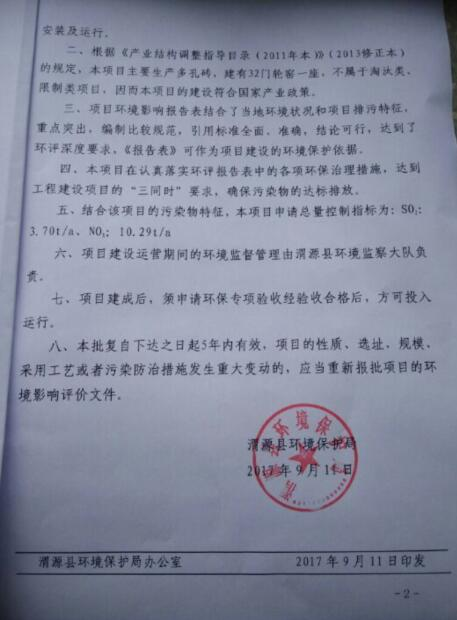 安装及运行。
二、根据《产业结构调整指导目录（2011年本）》（2013修正本）
的规定，本项目主要生产多孔砖，建有32门轮窑一座，不属于淘汰类、
限制类项目，因而本项目的建设符合国家产业政策。
三、项目环境影响报告表结合了当地环境状况和项目排污特征，
重点突出，编制比较规范，引用标准全面、准确，结论可行，达到了
环评深度要求，《报告表》可作为项目建设的环境保护依据。
四、本项目在认真落实环评报告表中的各项环保治理措施，达到
工程建设项目的“三同时”要求，确保污染物的达标排放。
五、结合该项目的污染物特征，本项目申请总量控制指标为：SO₂：
3.70t/a、NOₓ：10.29t/a
六、项目建设运营期间的环境监督管理由渭源县环境监察大队负
责。
七、项目建成后，须申请环保专项验收经验收合格后，方可投入
运行。
八、本批复自下达之日起5年内有效，项目的性质、选址，规模、
采用工艺或者污染防治措施发生重大变动的，应当重新报批项目的环
境影响评价文件。
渭源县环境保护局
2017年9月11日
渭源县环境保护局办公室 2017年9月11日印发
-2-